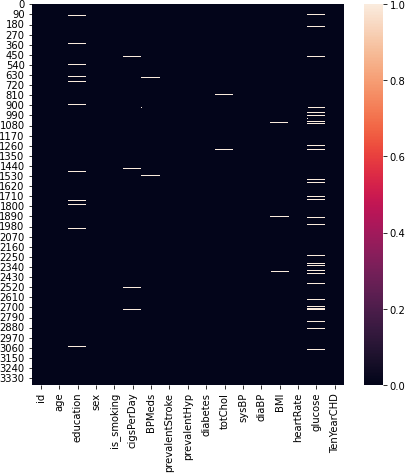 0
90
180
270
360
450
540
630
720
810
900
990
1080
1170
1260
1350
1440
1530
1620
1710
1800
1890
1980
2070
2160
2250
2340
2430
2520
2610
2700
2790
2880
2970
3060
3150
3240
3330
id
age
education
sex
is_smoking
cigsPerDay
BPMeds
prevalentStroke
prevalentHyp
diabetes
totChol
sysBP
diaBP
BMI
heartRate
glucose
TenYearCHD
1.0
0.8
0.6
0.4
0.2
0.0